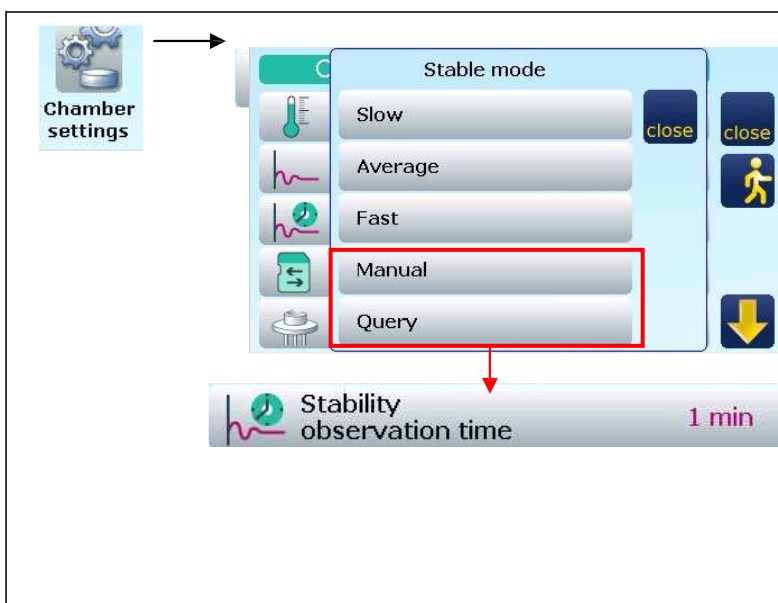 Chamber
settings
Stable mode
Slow
close
close
Average
Fast
Manual
Query
Stability
observation time
1 min